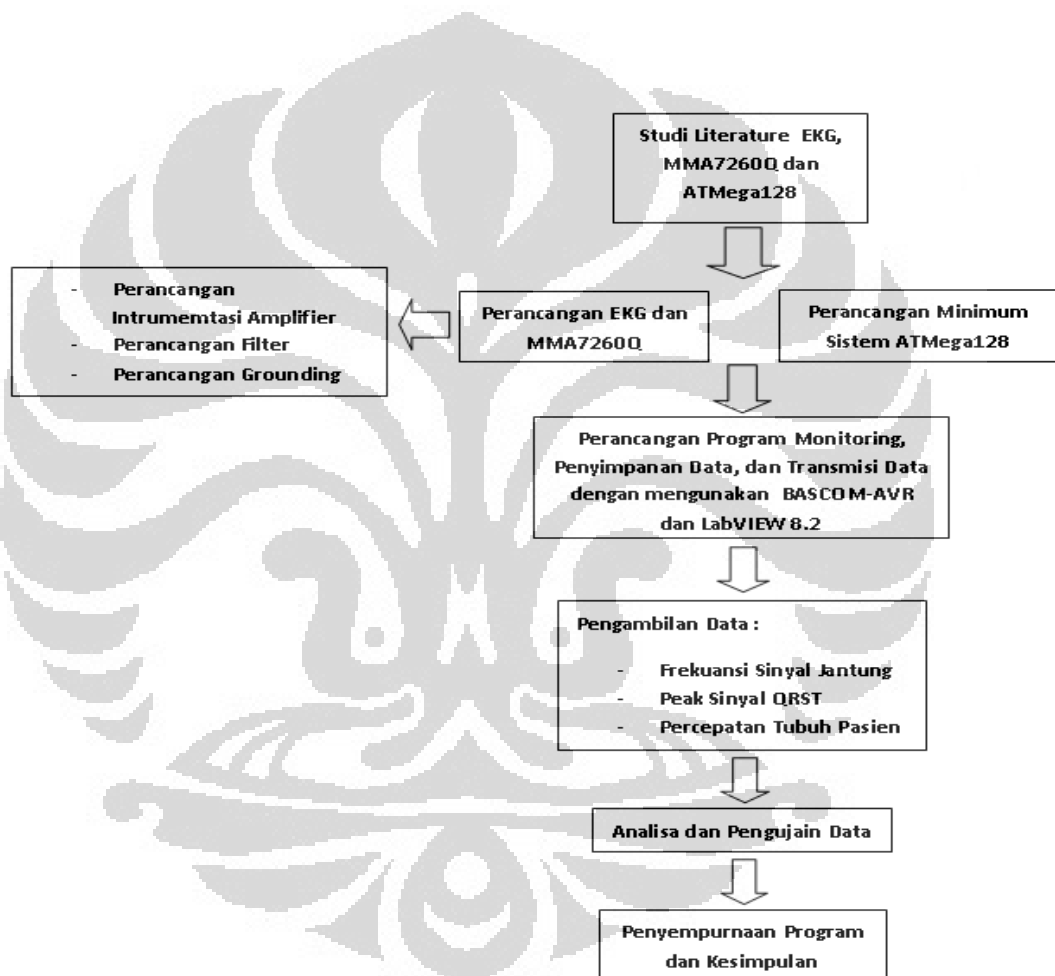 Studi Literature EKG,
MMA7260Q dan
ATMega128
- Perancangan
Intrumemtasi Amplifier
- Perancangan Filter
- Perancangan Grounding
Perancangan EKG dan
MMA7260Q
Perancangan Minimum
Sistem ATMega128
Perancangan Program Monitoring,
Penyimpanan Data, dan Transmisi Data
dengan mengunakan BASCOM-AVR
dan LabVIEW 8.2
Pengambilan Data :
- Frekuansi Sinyal Jantung
- Peak Sinyal QRST
- Percepatan Tubuh Pasien
Analisa dan Pengujain Data
Penyempurnaan Program
dan Kesimpulan